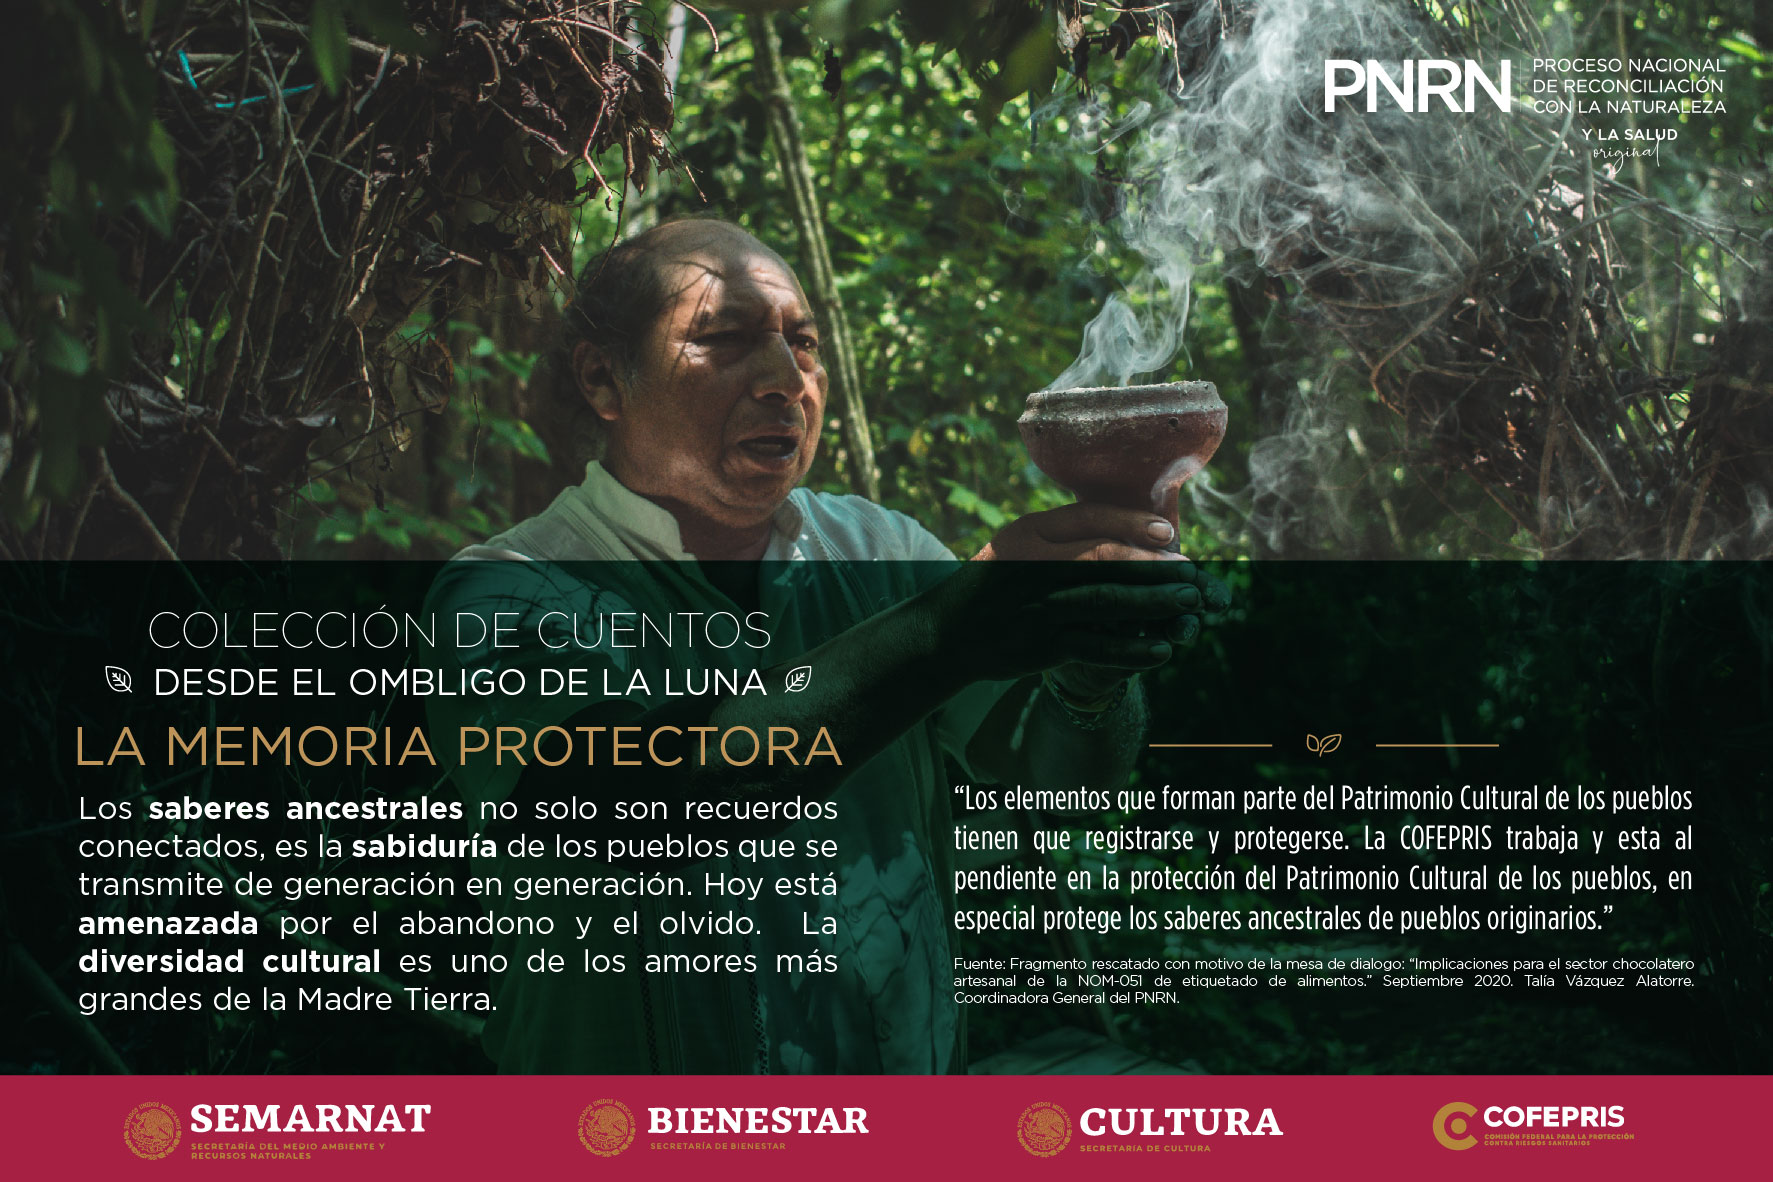 PNRN
PROCESO NACIONAL
DE RECONCILIACIÓN
CON LA NATURALEZA
Y LA SALUD
original
COLECCIÓN DE CUENTOS
DESDE EL OMBLIGO DE LA LUNA
LA MEMORIA PROTECTORA
Los saberes ancestrales no solo son recuerdos
conectados, es la sabiduría de los pueblos que se
transmite de generación en generación. Hoy está
amenazada por el abandono y el olvido. La
diversidad cultural es uno de los amores más
grandes de la Madre Tierra.
“Los elementos que forman parte del Patrimonio Cultural de los pueblos
tienen que registrarse y protegerse. La COFEPRIS trabaja y esta al
pendiente en la protección del Patrimonio Cultural de los pueblos, en
especial protege los saberes ancestrales de pueblos originarios.”
Fuente: Fragmento rescatado con motivo de la mesa de dialogo: “Implicaciones para el sector chocolatero
artesanal de la NOM-051 de etiquetado de alimentos.” Septiembre 2020. Talía Vázquez Alatorre.
Coordinadora General del PNRN.
SEMARNAT
SECRETARÍA DEL MEDIO AMBIENTE Y
RECURSOS NATURALES
BIENESTAR
SECRETARÍA DE BIENESTAR
CULTURA
SECRETARÍA DE CULTURA
COFEPRIS
COMISIÓN FEDERAL PARA LA PROTECCIÓN
CONTRA RIESGOS SANITARIOS